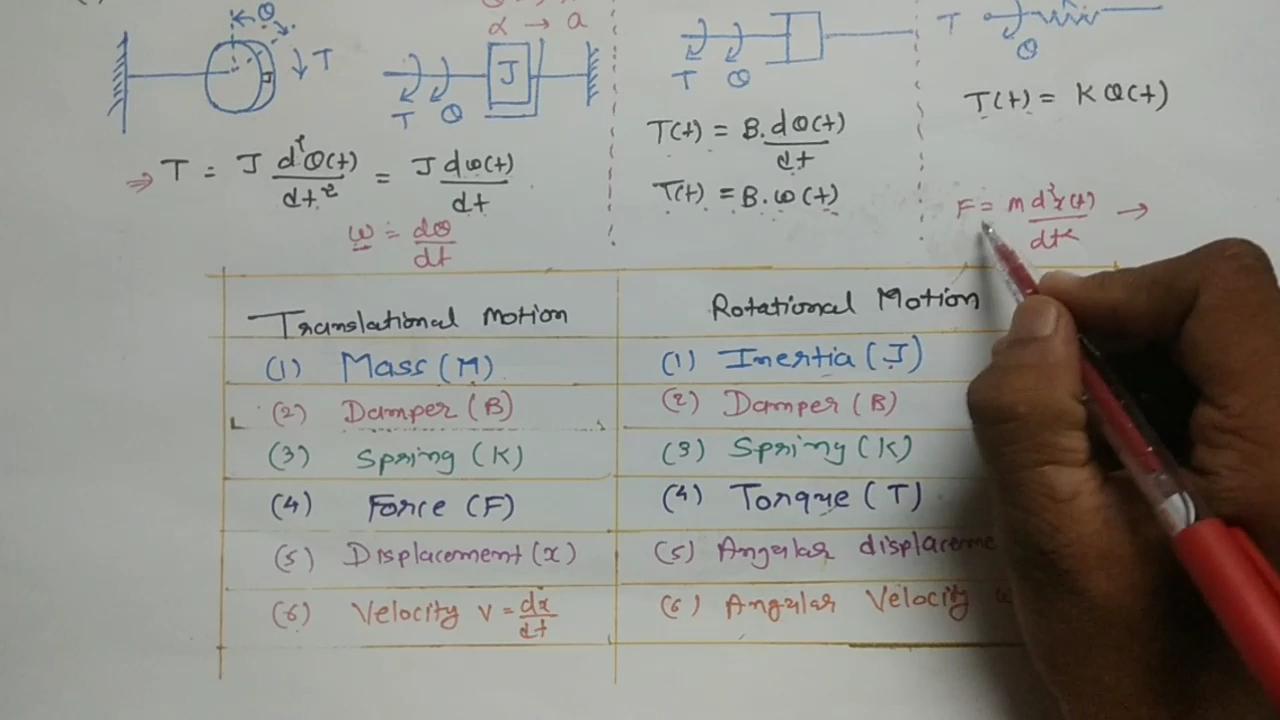 α → a
θ
T
J
T θ
T θ
T
θ
T = J d²θ(t)/dt² = J dω(t)/dt
ω = dθ/dt
T(t) = B. dθ(t)/dt
T(t) = B. ω(t)
T(t) = K θ(t)
F = M d²x(t)/dt² →
Translational Motion
Rotational Motion
(1) Mass (M)
(1) Inertia (J)
(2) Damper (B)
(2) Damper (B)
(3) Spring (K)
(3) Spring (K)
(4) Force (F)
(4) Torque (T)
(5) Displacement (x)
(5) Angular displaceme
(6) Velocity V = dx/dt
(6) Angular Velocity